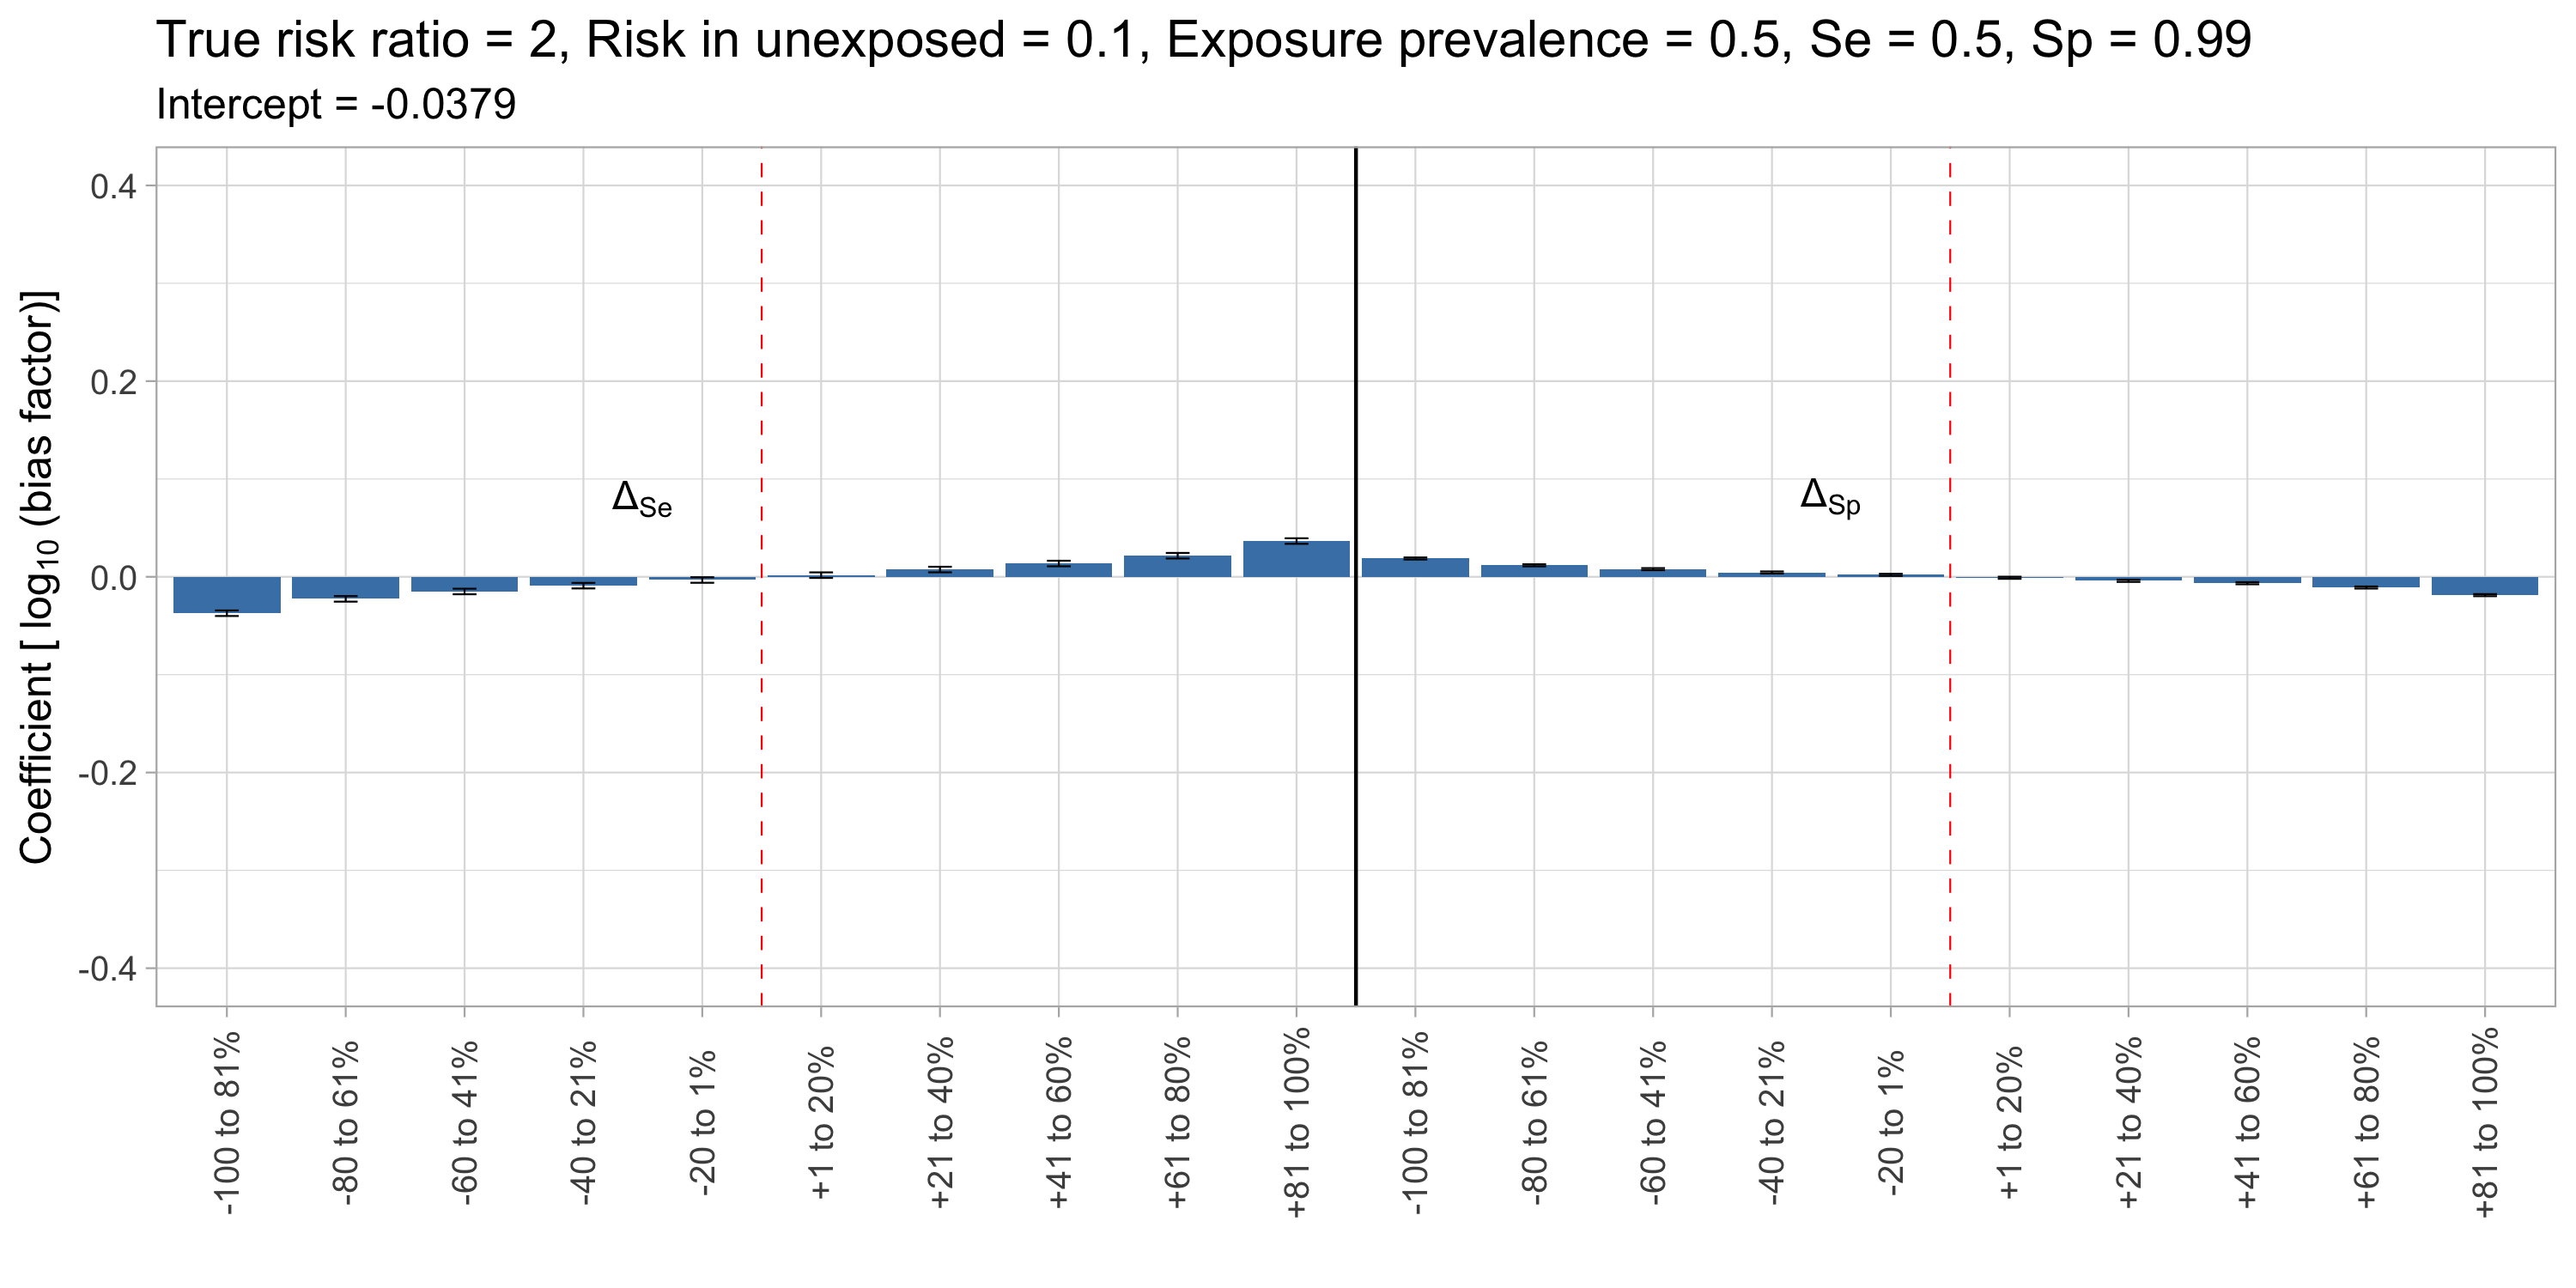 True risk ratio = 2, Risk in unexposed = 0.1, Exposure prevalence = 0.5, Se = 0.5, Sp = 0.99
Intercept = -0.0379
Coefficient [ log10 (bias factor)]
0.4
0.2
0.0
-0.2
-0.4
ΔSe
ΔSp
-100 to 81%
-80 to 61%
-60 to 41%
-40 to 21%
-20 to 1%
+1 to 20%
+21 to 40%
+41 to 60%
+61 to 80%
+81 to 100%
-100 to 81%
-80 to 61%
-60 to 41%
-40 to 21%
-20 to 1%
+1 to 20%
+21 to 40%
+41 to 60%
+61 to 80%
+81 to 100%